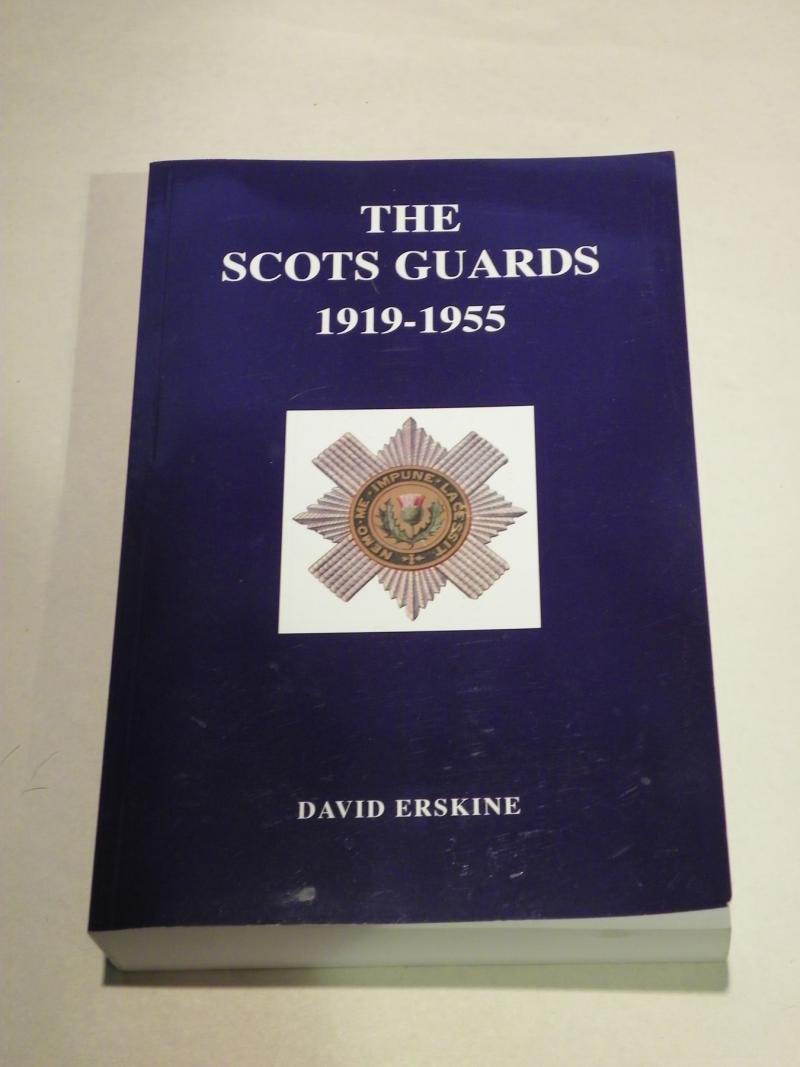 THE
SCOTS GUARDS
1919-1955
NEMO·ME·IMPUNE·LACESSIT
DAVID ERSKINE